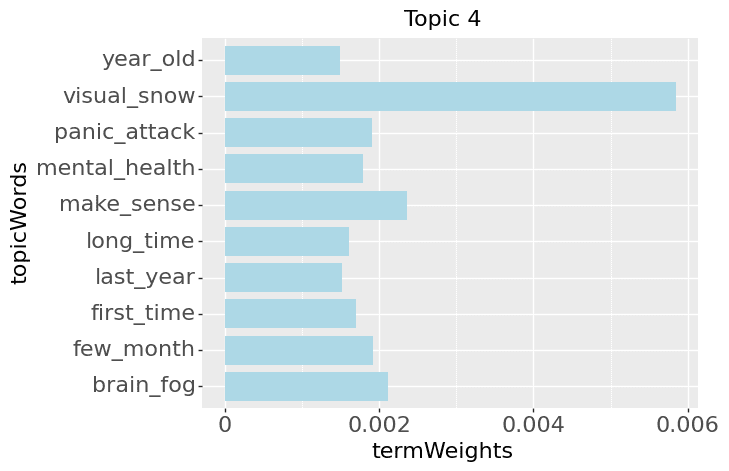 Topic 4
topicWords
year_old
visual_snow
panic_attack
mental_health
make_sense
long_time
last_year
first_time
few_month
brain_fog
0 0.002 0.004 0.006
termWeights